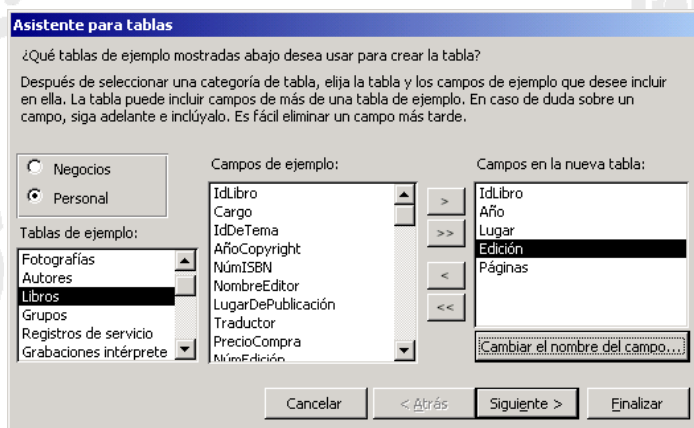 Asistente para tablas
¿Qué tablas de ejemplo mostradas abajo desea usar para crear la tabla?
Después de seleccionar una categoría de tabla, elija la tabla y los campos de ejemplo que desee incluir
en ella. La tabla puede incluir campos de más de una tabla de ejemplo. En caso de duda sobre un
campo, siga adelante e inclúyalo. Es fácil eliminar un campo más tarde.
Negocios
Personal
Tablas de ejemplo:
Fotografías
Autores
Libros
Grupos
Registros de servicio
Grabaciones intérprete
Campos de ejemplo:
IdLibro
Cargo
IdDeTema
AñoCopyright
NúmISBN
NombreEditor
LugarDePublicación
Traductor
PrecioCompra
NúmEdición
>
>>
<
<<
Campos en la nueva tabla:
IdLibro
Año
Lugar
Edición
Páginas
Cambiar el nombre del campo...
Cancelar
< Atrás
Siguiente >
Finalizar